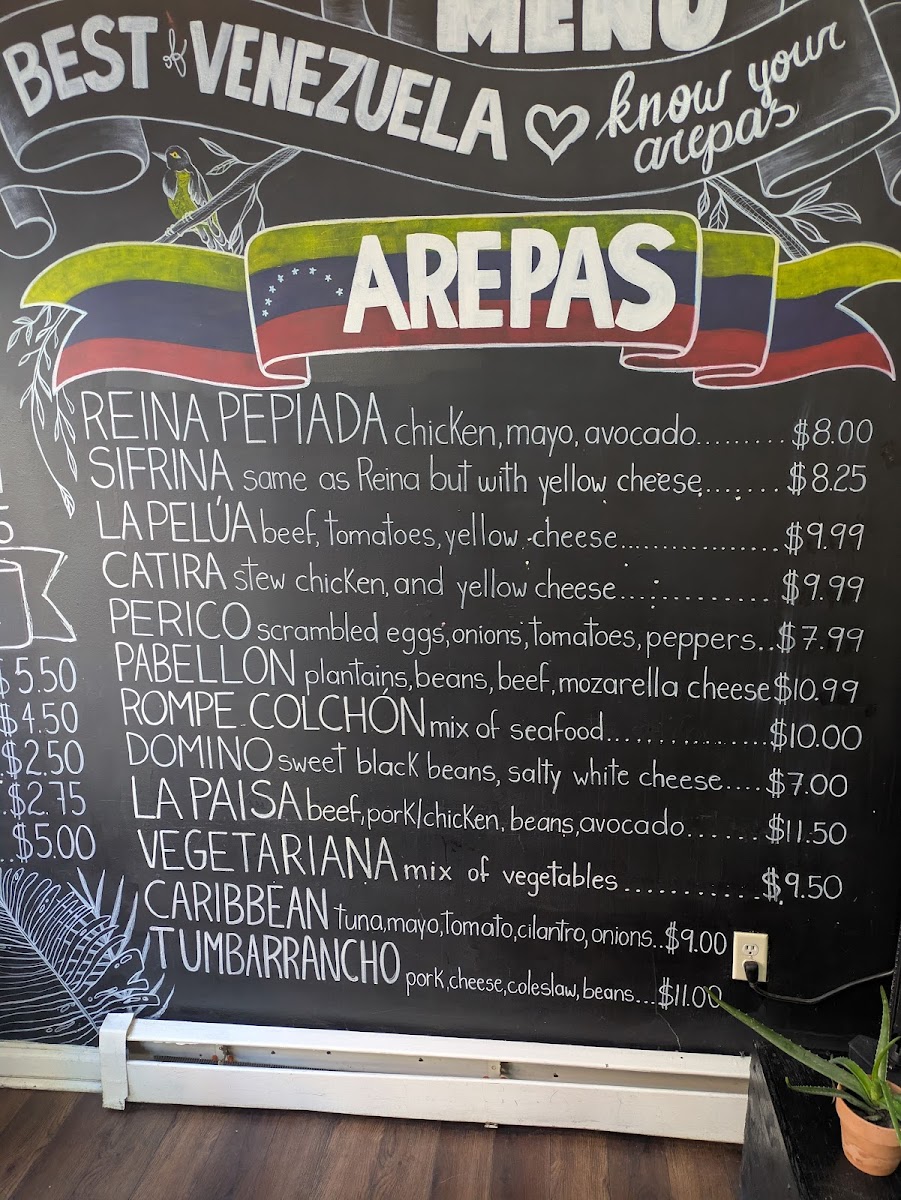 MENU
BEST of VENEZUELA know your arepas
AREPAS
REINA PEPIADA chicken, mayo, avocado.........$8.00
SIFRINA same as Reina but with yellow cheese.......$8.25
LA PELÚA beef, tomatoes, yellow cheese................$9.99
CATIRA stew chicken, and yellow cheese...............$9.99
PERICO scrambled eggs, onions, tomatoes, peppers..$7.99
PABELLON plantains, beans, beef, mozarella cheese $10.99
ROMPE COLCHÓN mix of seafood................$10.00
DOMINO sweet black beans, salty white cheese....$7.00
LA PAISA beef, pork/chicken, beans, avocado.......$11.50
VEGETARIANA mix of vegetables.............$9.50
CARIBBEAN tuna, mayo, tomato, cilantro, onions..$9.00
TUMBARRANCHO pork, cheese, coleslaw, beans...$11.00
$5.50
$4.50
$2.50
$2.75
$5.00